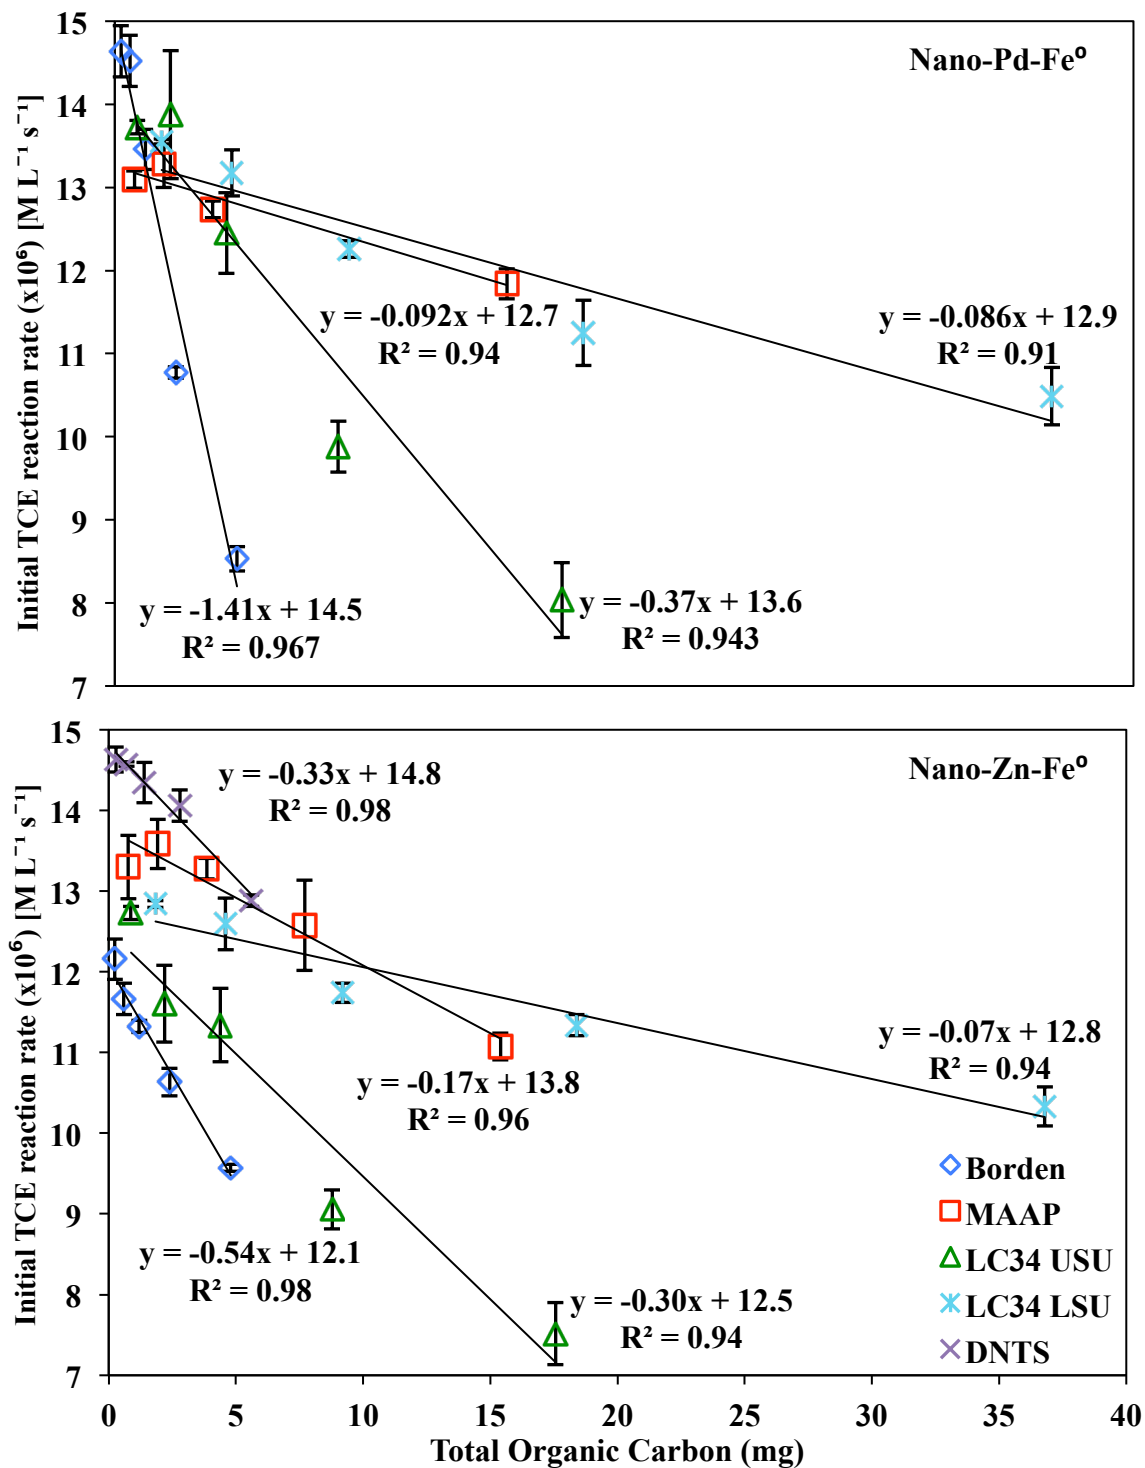 Nano-Pd-Fe⁰
Initial TCE reaction rate (x10⁶) [M L⁻¹ s⁻¹]
15
14
13
12
11
10
9
8
7
y = -0.092x + 12.7
R² = 0.94
y = -0.086x + 12.9
R² = 0.91
y = -1.41x + 14.5
R² = 0.967
y = -0.37x + 13.6
R² = 0.943
Nano-Zn-Fe⁰
Initial TCE reaction rate (x10⁶) [M L⁻¹ s⁻¹]
15
14
13
12
11
10
9
8
7
y = -0.33x + 14.8
R² = 0.98
y = -0.17x + 13.8
R² = 0.96
y = -0.07x + 12.8
R² = 0.94
y = -0.54x + 12.1
R² = 0.98
y = -0.30x + 12.5
R² = 0.94
Borden
MAAP
LC34 USU
LC34 LSU
DNTS
0 5 10 15 20 25 30 35 40
Total Organic Carbon (mg)